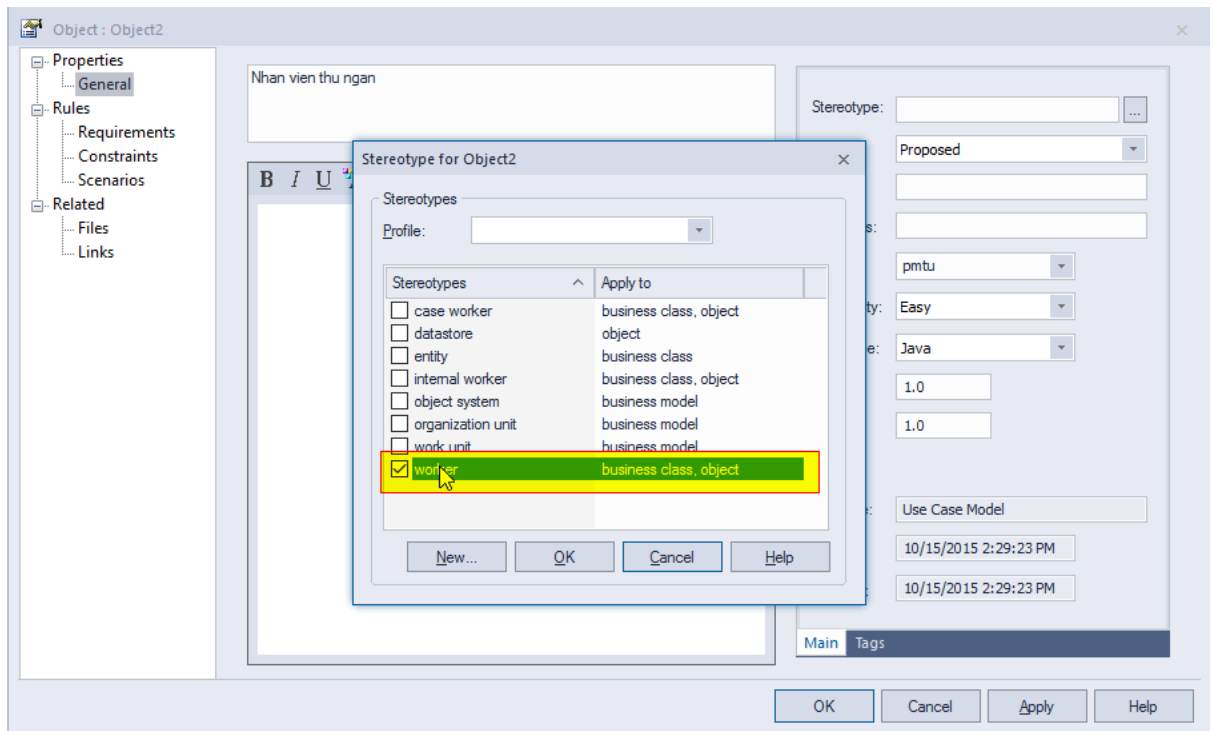 Object : Object2
Properties
General
Rules
Requirements
Constraints
Scenarios
Related
Files
Links
Nhan vien thu ngan
B I U
Stereotype:
...
Proposed
s:
pmtu
ty:
Easy
e:
Java
1.0
1.0
Use Case Model
10/15/2015 2:29:23 PM
10/15/2015 2:29:23 PM
Main Tags
Stereotype for Object2
Stereotypes
Profile:
Stereotypes Apply to
case worker business class, object
datastore object
entity business class
internal worker business class, object
object system business model
organization unit business model
work unit business model
worker business class, object
New... OK Cancel Help
OK Cancel Apply Help